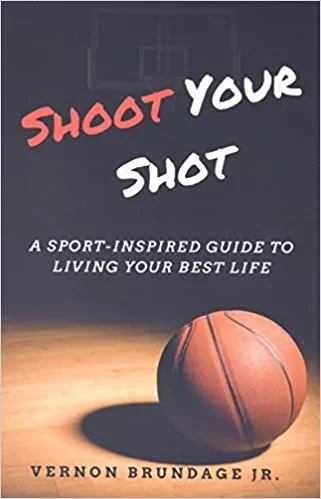 SHOOT YOUR
SHOT
A SPORT-INSPIRED GUIDE TO
LIVING YOUR BEST LIFE
VERNON BRUNDAGE JR.